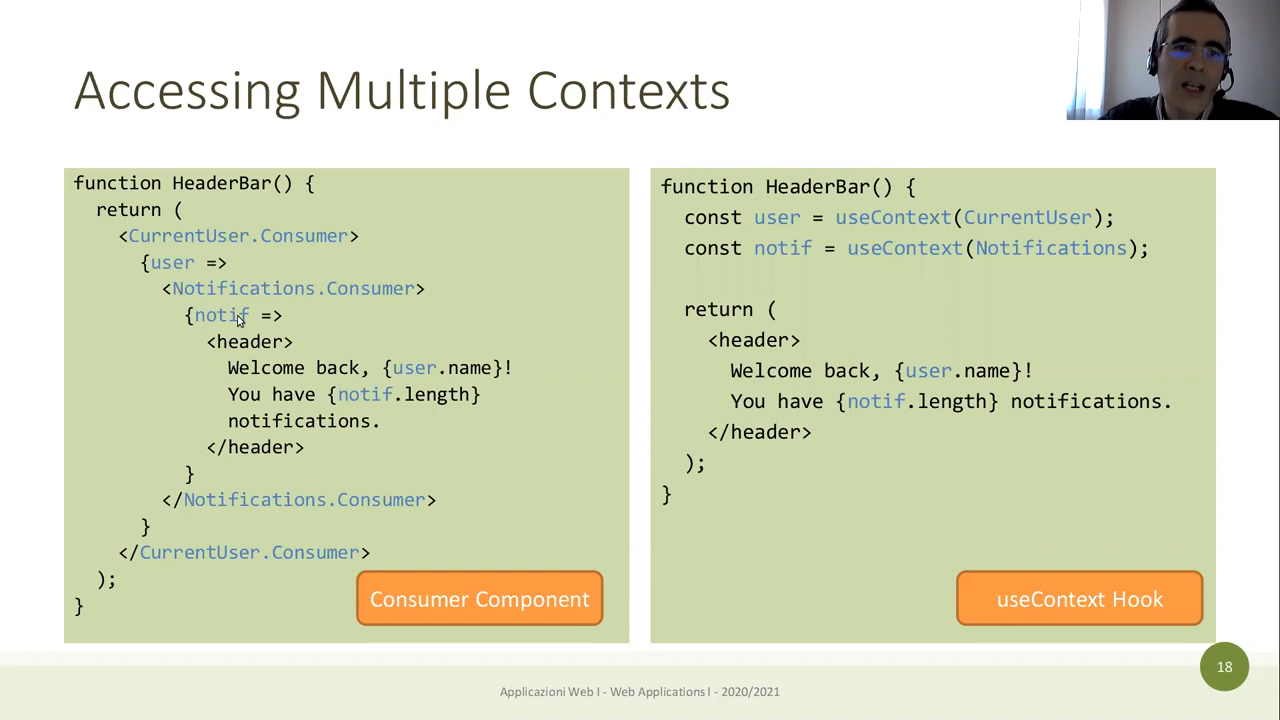 Accessing Multiple Contexts
function HeaderBar() {
  return (
    <CurrentUser.Consumer>
      {user =>
        <Notifications.Consumer>
          {notif =>
            <header>
              Welcome back, {user.name}!
              You have {notif.length}
              notifications.
            </header>
          }
        </Notifications.Consumer>
      }
    </CurrentUser.Consumer>
  );
}
Consumer Component
function HeaderBar() {
  const user = useContext(CurrentUser);
  const notif = useContext(Notifications);
  return (
    <header>
      Welcome back, {user.name}!
      You have {notif.length} notifications.
    </header>
  );
}
useContext Hook
18
Applicazioni Web I - Web Applications I - 2020/2021